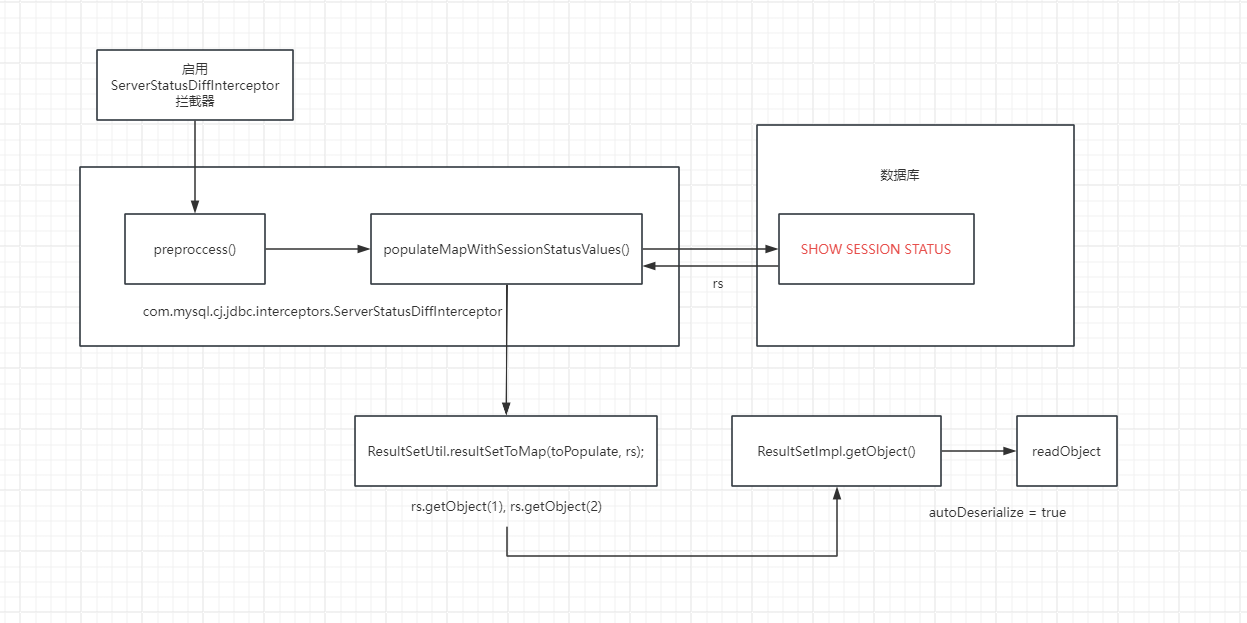 启用
ServerStatusDiffInterceptor
拦截器
数据库
preproccess()
populateMapWithSessionStatusValues()
SHOW SESSION STATUS
rs
com.mysql.cj.jdbc.interceptors.ServerStatusDiffInterceptor
ResultSetUtil.resultSetToMap(toPopulate, rs);
ResultSetImpl.getObject()
readObject
rs.getObject(1), rs.getObject(2)
autoDeserialize = true